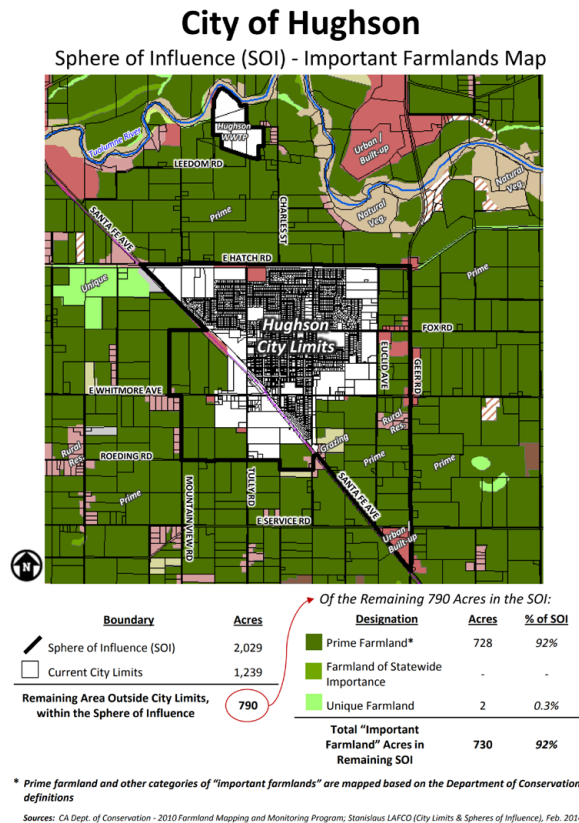 City of Hughson
Sphere of Influence (SOI) - Important Farmlands Map
Tuolumne River
Hughson
WWTP
Urban /
Built-up
LEEDOM RD
Natural
Veg.
SANTA FE AVE
Prime
CHARLES ST
Natural
Veg.
E HATCH RD
Prime
Unique
Hughson
City Limits
FOX RD
EUCLID AVE
GEER RD
E WHITMORE AVE
Rural
Res.
Grazing
Rural
Res.
ROEDING RD
Prime
Prime
Prime
MOUNTAIN VIEW RD
TULLY RD
SANTA FE AVE
E SERVICE RD
Urban
Built-up
N
Of the Remaining 790 Acres in the SOI:
Boundary Acres
Sphere of Influence (SOI) 2,029
Current City Limits 1,239
Remaining Area Outside City Limits,
within the Sphere of Influence 790
Designation Acres % of SOI
Prime Farmland* 728 92%
Farmland of Statewide
Importance - -
Unique Farmland 2 0.3%
Total “Important
Farmland” Acres in
Remaining SOI 730 92%
* Prime farmland and other categories of “important farmlands” are mapped based on the Department of Conservation
definitions
Sources: CA Dept. of Conservation - 2010 Farmland Mapping and Monitoring Program; Stanislaus LAFCO (City Limits & Spheres of Influence), Feb.